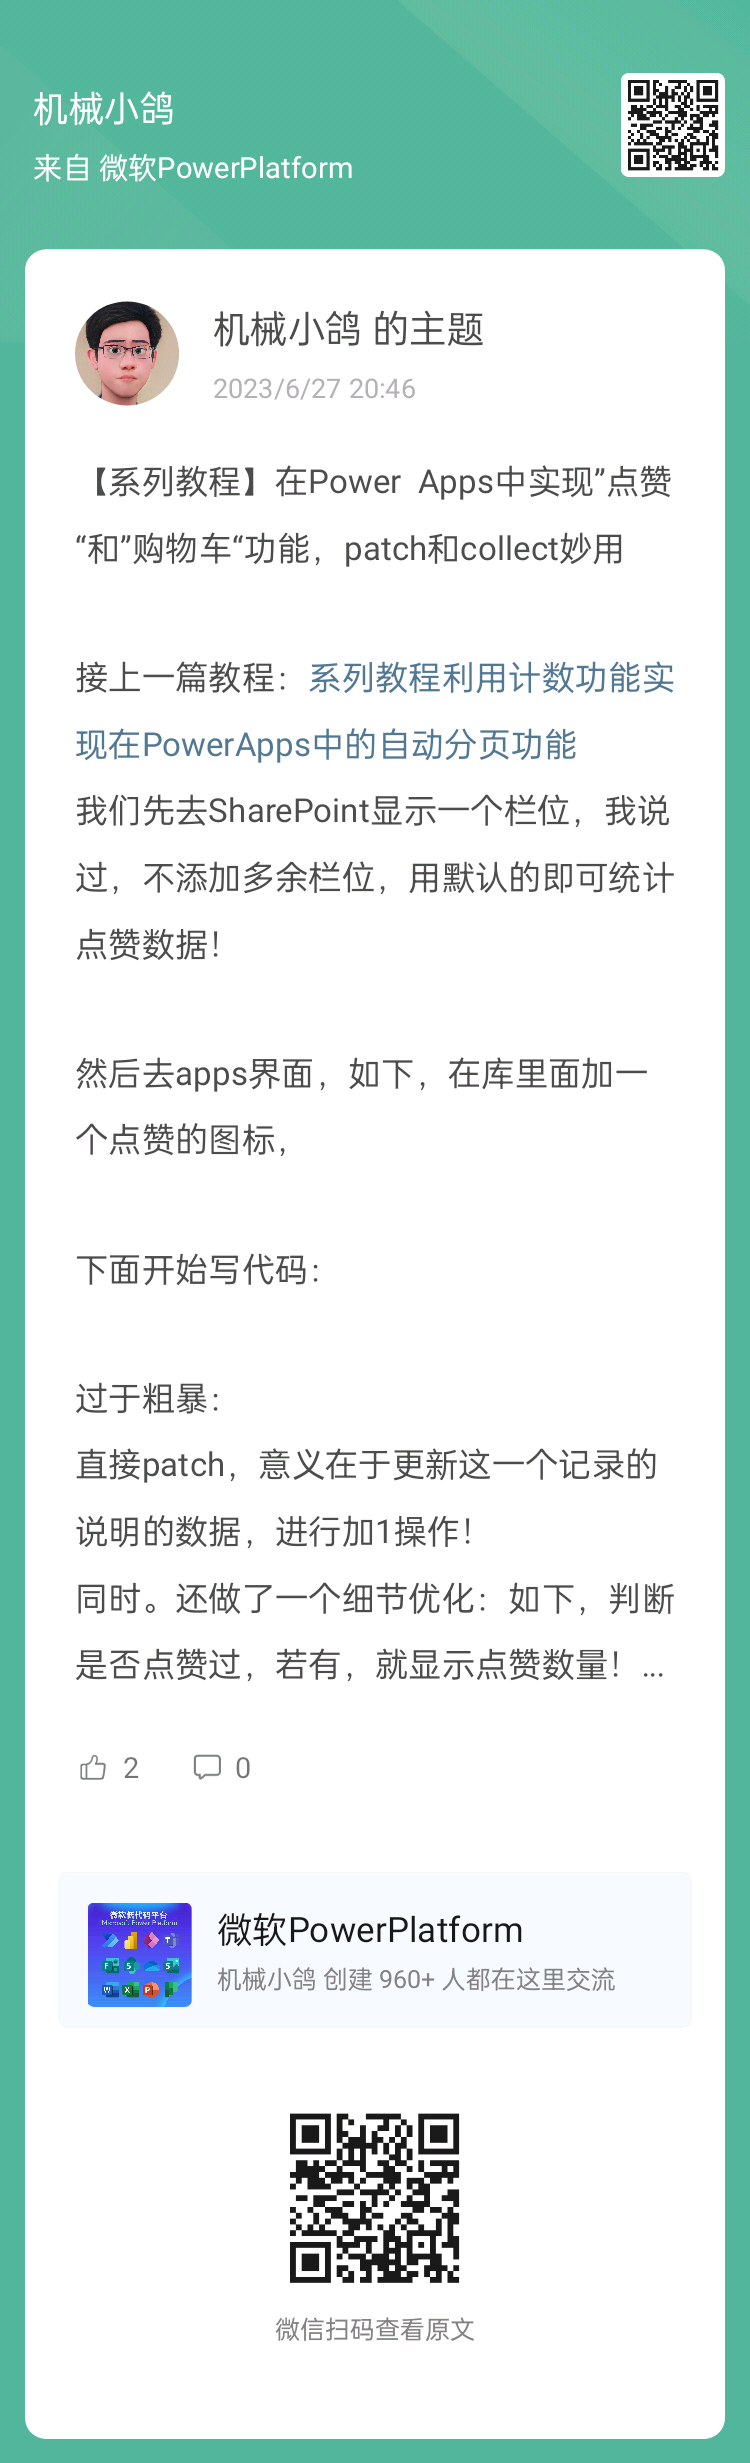 机械小鸽
来自 微软PowerPlatform
机械小鸽 的主题
2023/6/27 20:46
【系列教程】在Power  Apps中实现”点赞
“和”购物车“功能，patch和collect妙用
接上一篇教程：系列教程利用计数功能实
现在PowerApps中的自动分页功能
我们先去SharePoint显示一个栏位，我说
过，不添加多余栏位，用默认的即可统计
点赞数据！
然后去apps界面，如下，在库里面加一
个点赞的图标，
下面开始写代码：
过于粗暴：
直接patch，意义在于更新这一个记录的
说明的数据，进行加1操作！
同时。还做了一个细节优化：如下，判断
是否点赞过，若有，就显示点赞数量！...
2 0
微软低代码平台
Microsoft Power Platform
微软PowerPlatform
机械小鸽 创建 960+ 人都在这里交流
微信扫码查看原文